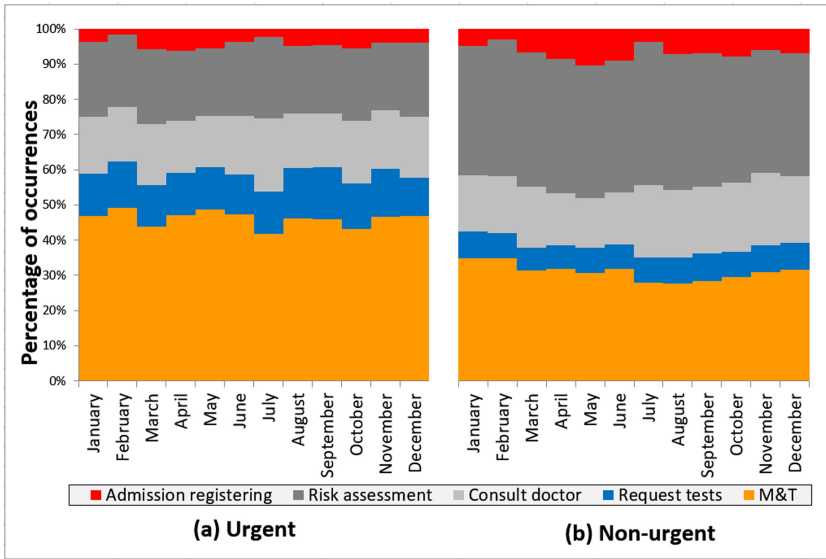 Percentage of occurrences
100%
90%
80%
70%
60%
50%
40%
30%
20%
10%
0%
January
February
March
April
May
June
July
August
September
October
November
December
January
February
March
April
May
June
July
August
September
October
November
December
Admission registering Risk assessment Consult doctor Request tests M&T
(a) Urgent (b) Non-urgent